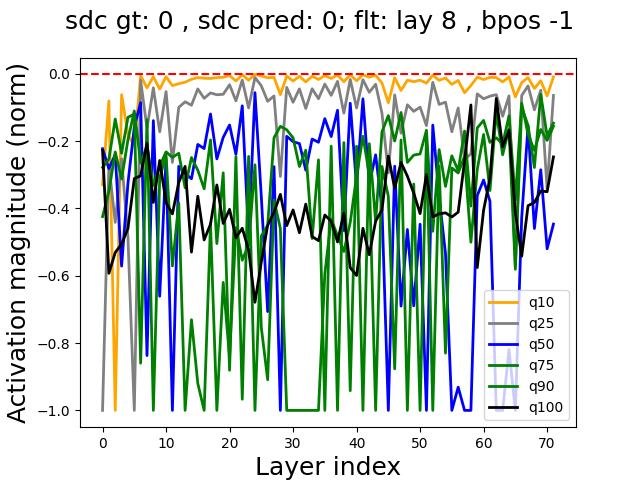 sdc gt: 0 , sdc pred: 0; flt: lay 8 , bpos -1
Activation magnitude (norm)
0.0
−0.2
−0.4
−0.6
−0.8
−1.0
q10
q25
q50
q75
q90
q100
0
10
20
30
40
50
60
70
Layer index